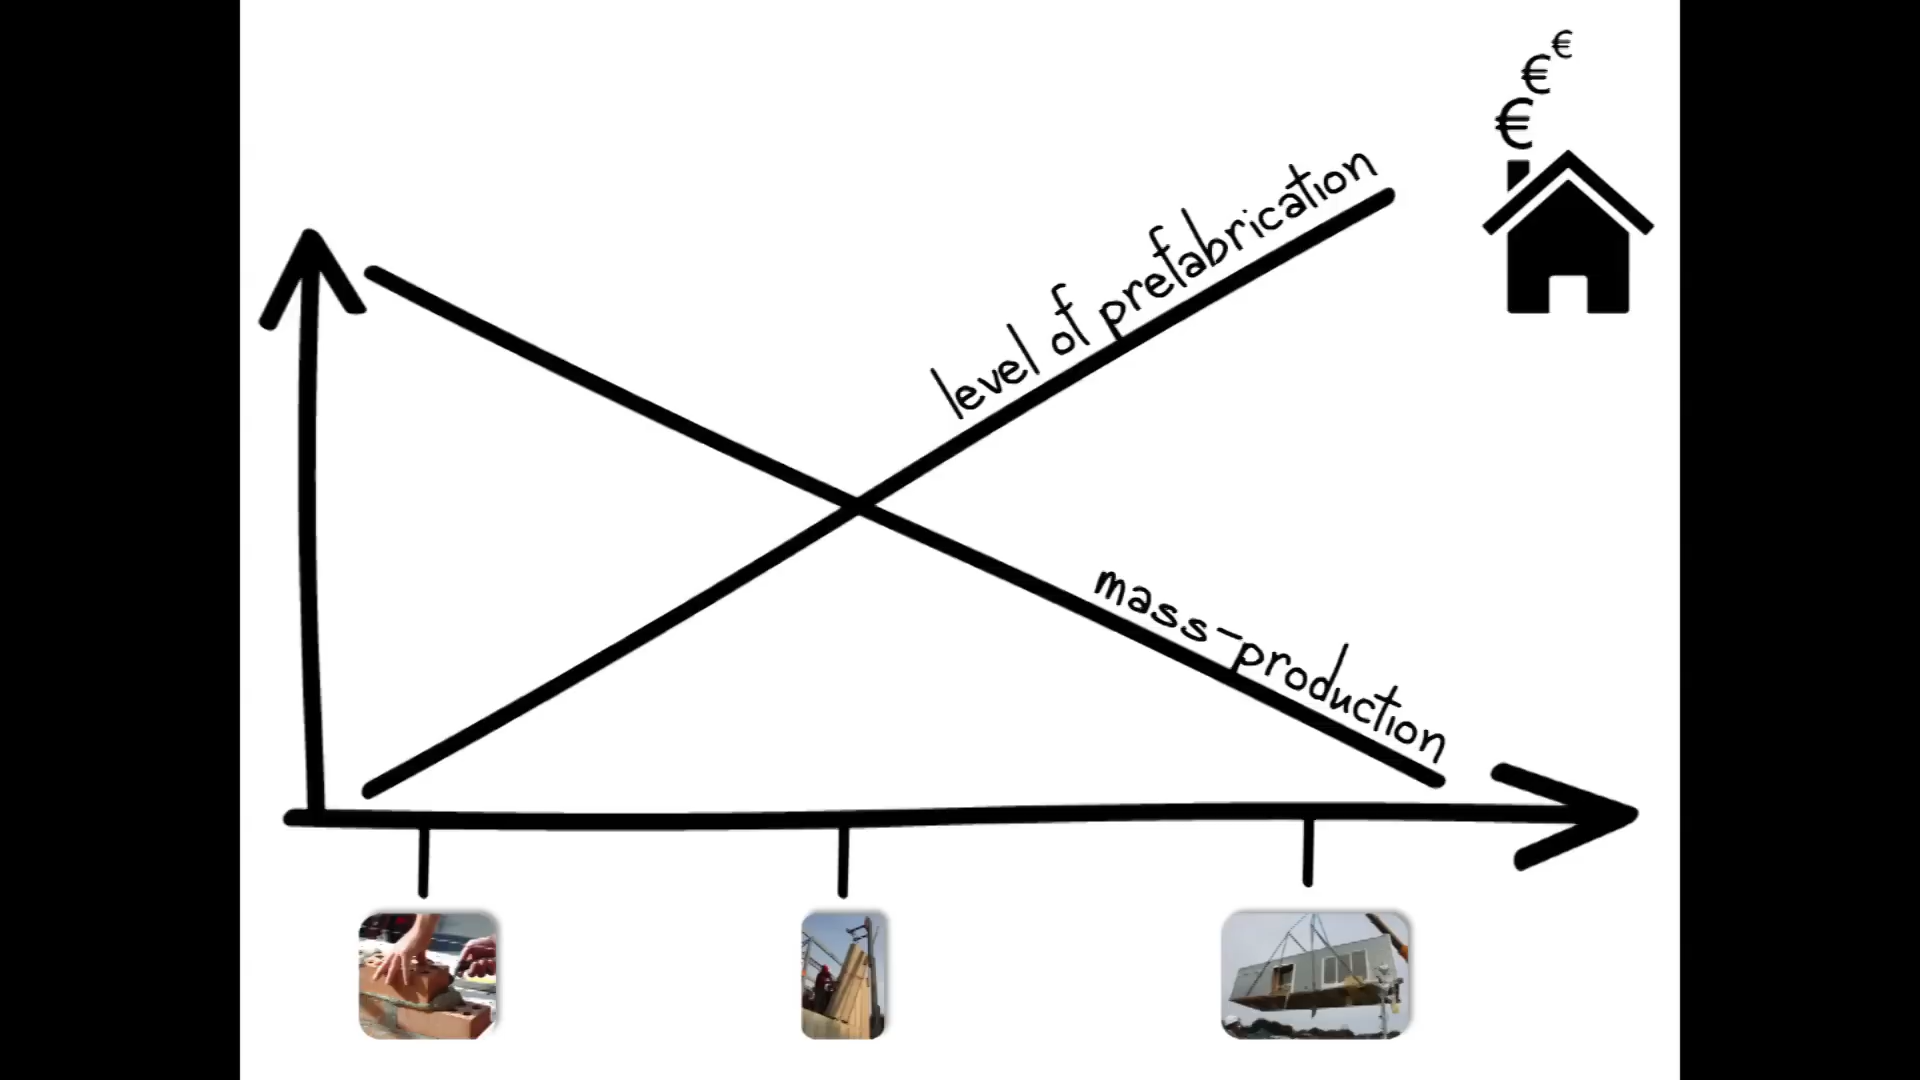 €
€
€
level of prefabrication
mass-production